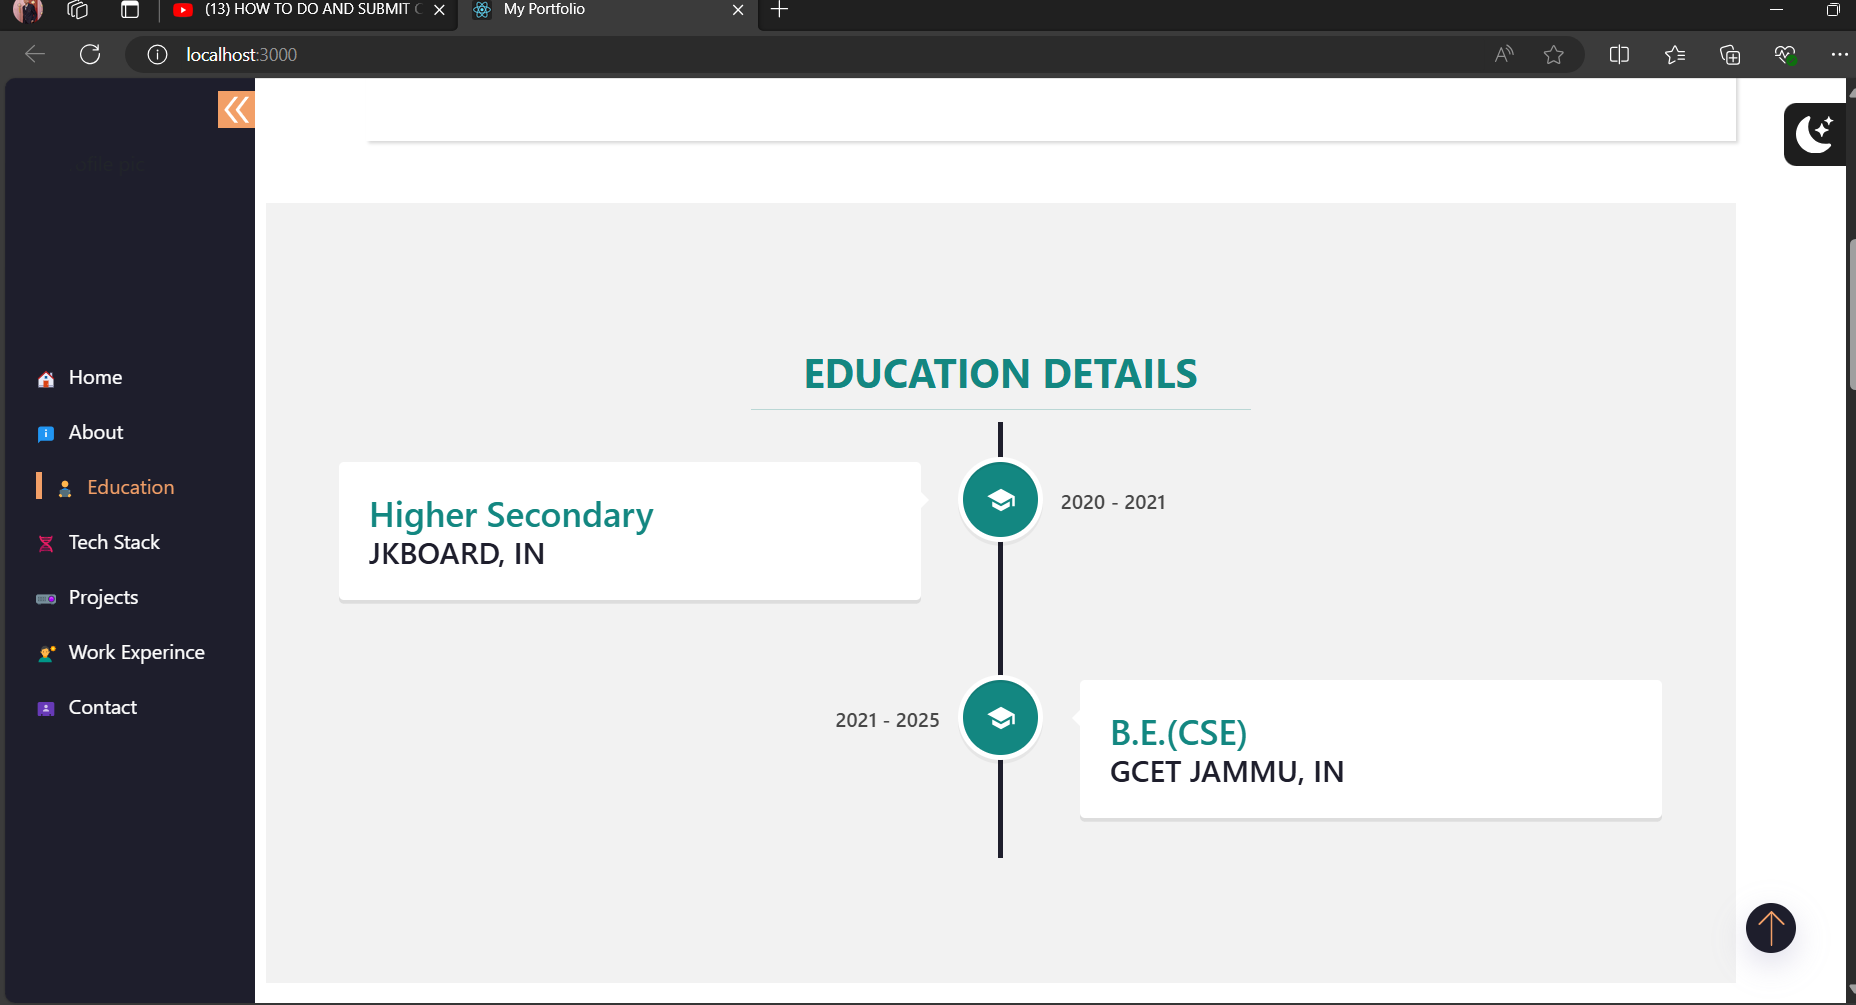 (13) HOW TO DO AND SUBMIT
My Portfolio
localhost:3000
Home
About
Education
Tech Stack
Projects
Work Experince
Contact
EDUCATION DETAILS
Higher Secondary
JKBOARD, IN
2020 - 2021
2021 - 2025
B.E.(CSE)
GCET JAMMU, IN